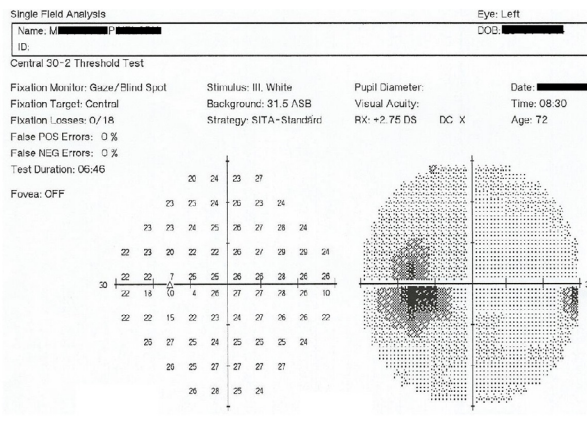 Single Field Analysis Eye: Left
Name: M P DOB:
ID:
Central 30-2 Threshold Test
Fixation Monitor: Gaze/Blind Spot Stimulus: III, White Pupil Diameter: Date:
Fixation Target: Central Background: 31.5 ASB Visual Acuity: Time: 08:30
Fixation Losses: 0/18 Strategy: SITA-Standard RX: +2.75 DS DC X Age: 72
False POS Errors: 0 %
False NEG Errors: 0 %
Test Duration: 06:46
Fovea: OFF
20 24 23 27
23 25 24 26 23 24
23 23 24 25 26 27 28 24
22 23 20 22 22 26 27 29 29 24
22 22 7 25 25 26 26 28 26 26
30
22 18 4 26 27 27 28 26 10
22 22 15 22 23 24 27 26 26 22
26 27 25 24 25 25 25 24
26 25 27 27 27 27
26 28 25 24